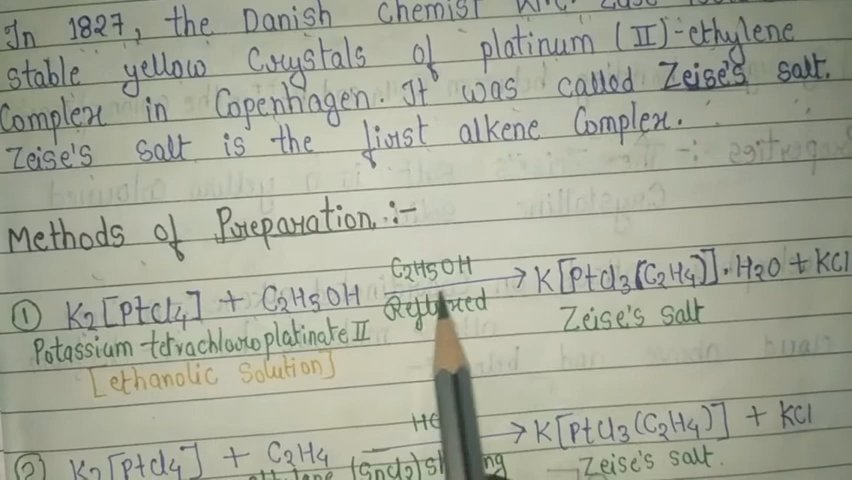 In 1827, the Danish Chemist
stable yellow Crystals of platinum (II)-ethylene
Complex in Copenhagen. It was called Zeise's salt.
Zeise's salt is the first alkene Complex.
Methods of Preparation :-
① K2[PtCl4] + C2H5OH C2H5OH Refluxed → K[PtCl3(C2H4)]·H2O + KCl
Potassium tetrachloroplatinate II Zeise's salt
[ethanolic Solution]
② K2[PtCl4] + C2H4 (SnCl2) → K[PtCl3(C2H4)] + KCl
Zeise's salt.